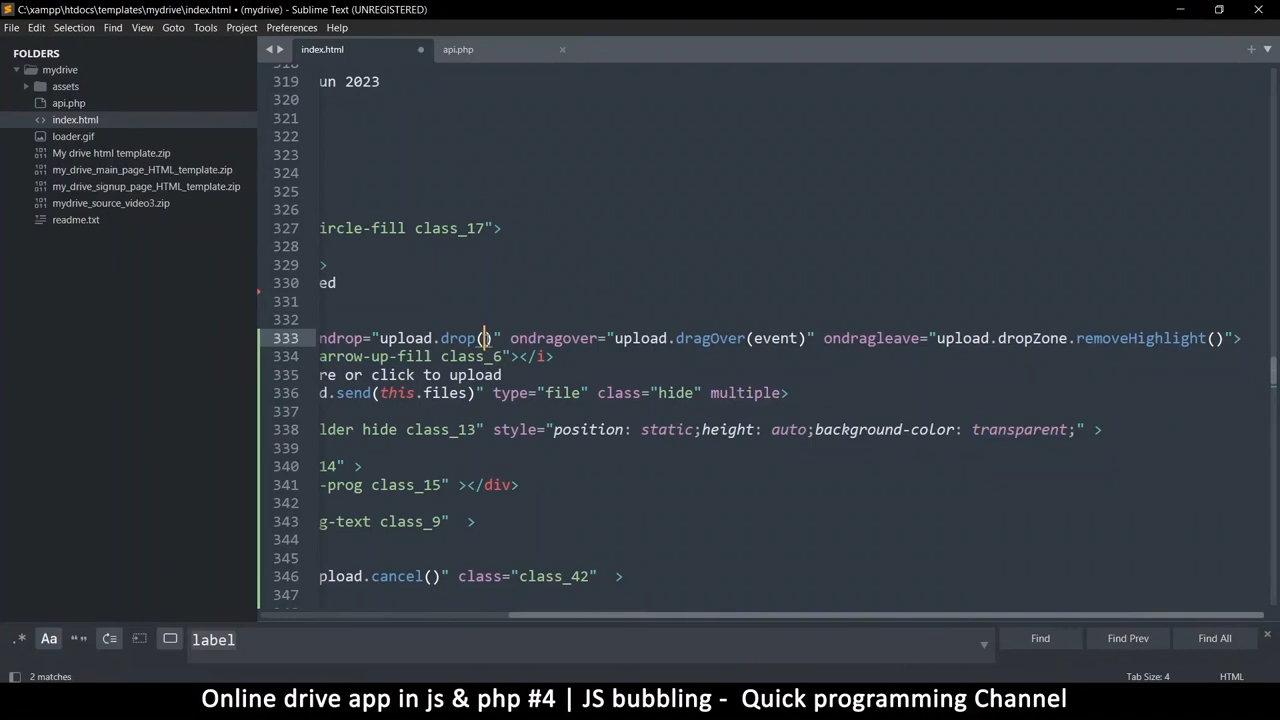 C:\xampp\htdocs\templates\mydrive\index.html • (mydrive) - Sublime Text (UNREGISTERED)
File Edit Selection Find View Goto Tools Project Preferences Help
FOLDERS
mydrive
assets
api.php
index.html
loader.gif
My drive html template.zip
my_drive_main_page_HTML_template.zip
my_drive_signup_page_HTML_template.zip
mydrive_source_video3.zip
readme.txt
index.html api.php
319 un 2023
320
321
322
323
324
325
326
327 ircle-fill class_17">
328
329 >
330 ed
331
332
333 ndrop="upload.drop()" ondragover="upload.dragOver(event)" ondragleave="upload.dropZone.removeHighlight()">
334 arrow-up-fill class_6"></i>
335 re or click to upload
336 d.send(this.files)" type="file" class="hide" multiple>
337
338 lder hide class_13" style="position: static;height: auto;background-color: transparent;" >
339
340 14" >
341 -prog class_15" ></div>
342
343 g-text class_9" >
344
345
346 pload.cancel()" class="class_42" >
347
.* Aa “” label Find Find Prev Find All
2 matches Tab Size: 4 HTML
Online drive app in js & php #4 | JS bubbling - Quick programming Channel